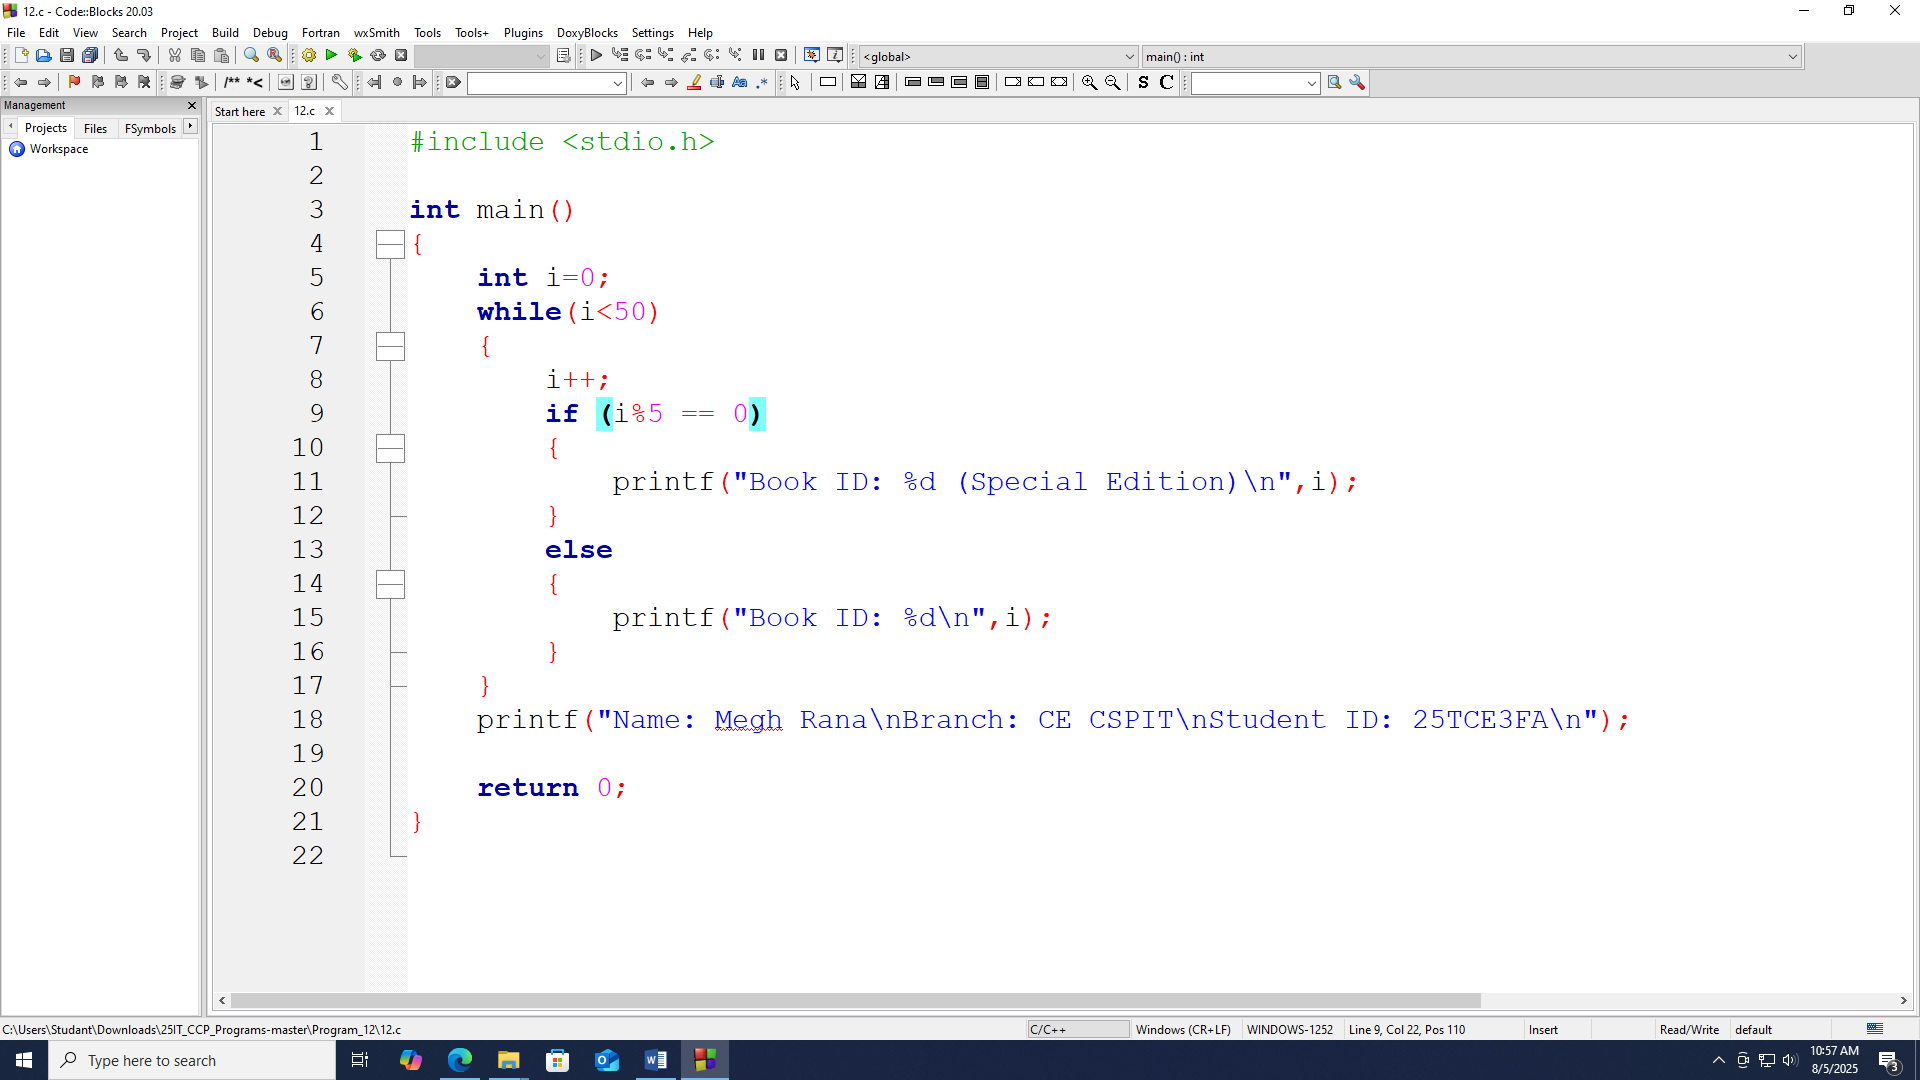 12.c - Code::Blocks 20.03
File Edit View Search Project Build Debug Fortran wxSmith Tools Tools+ Plugins DoxyBlocks Settings Help
<global> main() : int
/** *< Aa .* S C
Management
Start here 12.c
Projects Files FSymbols
Workspace
1 #include <stdio.h>
2
3 int main()
4 {
5 int i=0;
6 while(i<50)
7 {
8 i++;
9 if (i%5 == 0)
10 {
11 printf("Book ID: %d (Special Edition)\n",i);
12 }
13 else
14 {
15 printf("Book ID: %d\n",i);
16 }
17 }
18 printf("Name: Megh Rana\nBranch: CE CSPIT\nStudent ID: 25TCE3FA\n");
19
20 return 0;
21 }
22
C:\Users\Studant\Downloads\25IT_CCP_Programs-master\Program_12\12.c C/C++ Windows (CR+LF) WINDOWS-1252 Line 9, Col 22, Pos 110 Insert Read/Write default
Type here to search
10:57 AM
8/5/2025
3